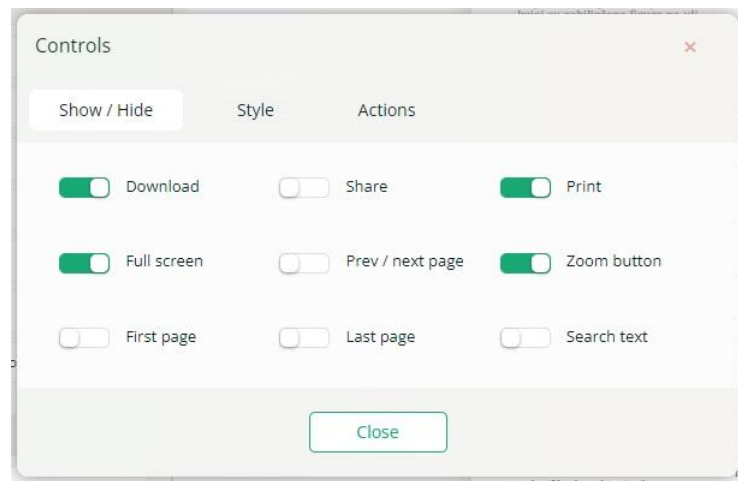 Controls
×
Show / Hide Style Actions
Download Share Print
Full screen Prev / next page Zoom button
First page Last page Search text
Close